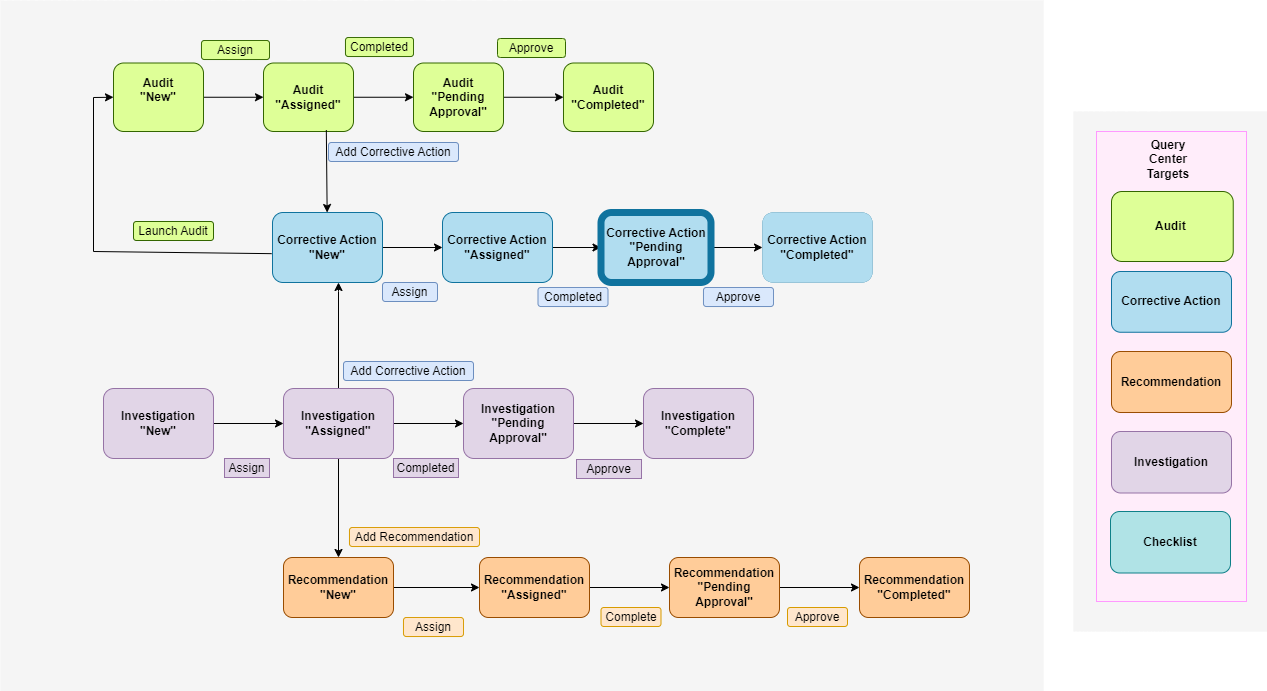 Assign
Completed
Approve
Audit
"New"
Audit
"Assigned"
Audit
"Pending
Approval"
Audit
"Completed"
Add Corrective Action
Launch Audit
Corrective Action
"New"
Corrective Action
"Assigned"
Corrective Action
"Pending
Approval"
Corrective Action
"Completed"
Assign
Completed
Approve
Add Corrective Action
Investigation
"New"
Investigation
"Assigned"
Investigation
"Pending
Approval"
Investigation
"Complete"
Assign
Completed
Approve
Add Recommendation
Recommendation
"New"
Recommendation
"Assigned"
Recommendation
"Pending
Approval"
Recommendation
"Completed"
Assign
Complete
Approve
Query
Center
Targets
Audit
Corrective Action
Recommendation
Investigation
Checklist